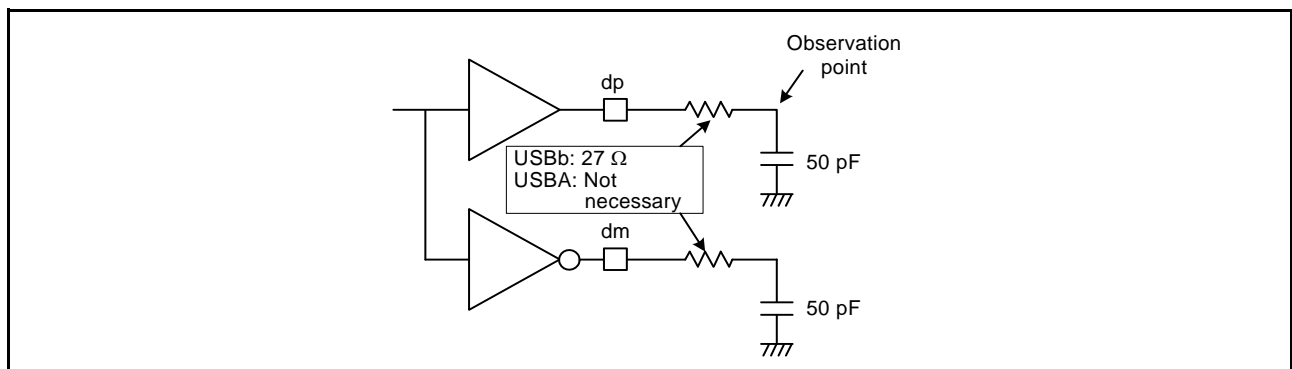 Observation
point
dp
USBb: 27 Ω
USBA: Not
necessary
50 pF
dm
50 pF